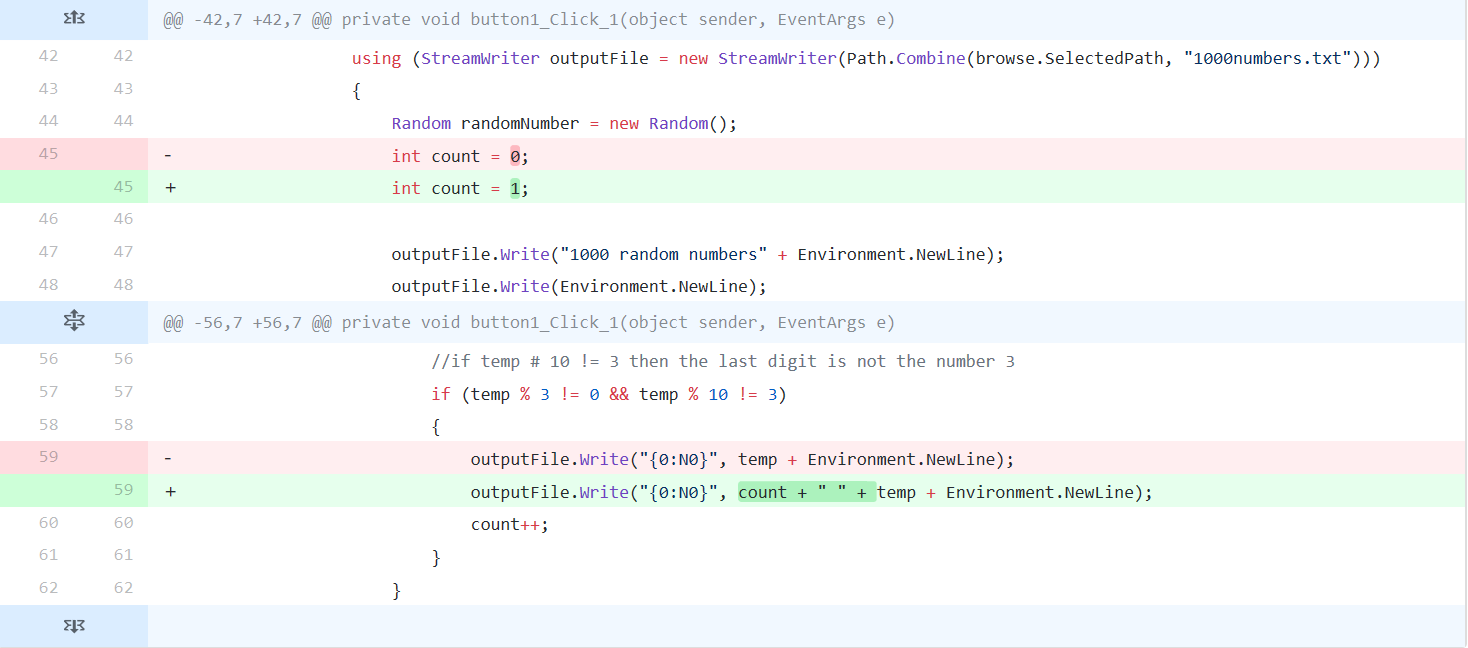 @@ -42,7 +42,7 @@ private void button1_Click_1(object sender, EventArgs e)
42 42 using (StreamWriter outputFile = new StreamWriter(Path.Combine(browse.SelectedPath, "1000numbers.txt")))
43 43 {
44 44 Random randomNumber = new Random();
45 - int count = 0;
45 + int count = 1;
46 46
47 47 outputFile.Write("1000 random numbers" + Environment.NewLine);
48 48 outputFile.Write(Environment.NewLine);
@@ -56,7 +56,7 @@ private void button1_Click_1(object sender, EventArgs e)
56 56 //if temp # 10 != 3 then the last digit is not the number 3
57 57 if (temp % 3 != 0 && temp % 10 != 3)
58 58 {
59 - outputFile.Write("{0:N0}", temp + Environment.NewLine);
59 + outputFile.Write("{0:N0}", count + " " + temp + Environment.NewLine);
60 60 count++;
61 61 }
62 62 }